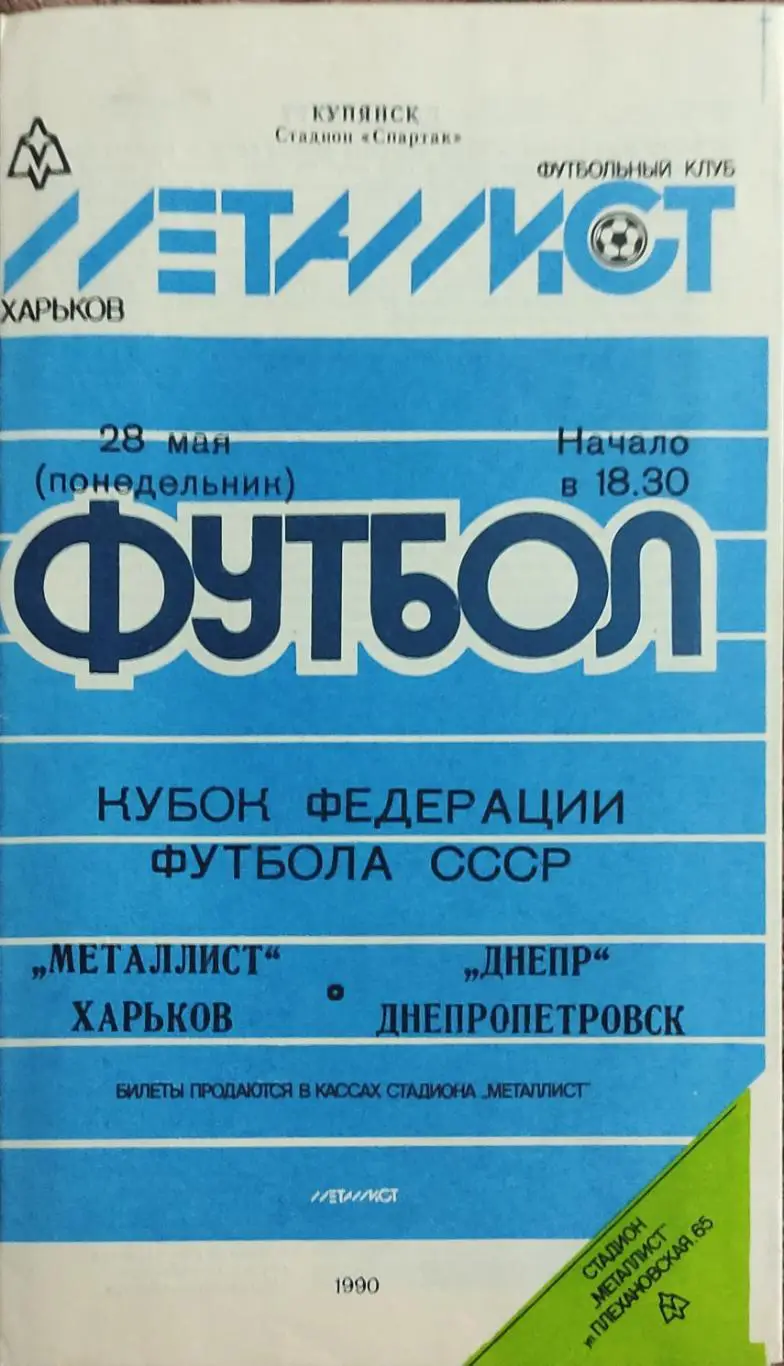 КУПЯНСК
Стадион «Спартак»
ФУТБОЛЬНЫЙ КЛУБ
МЕТАЛЛИСТ
ХАРЬКОВ
28 мая
(понедельник)
Начало
в 18.30
ФУТБОЛ
КУБОК ФЕДЕРАЦИИ
ФУТБОЛА СССР
„МЕТАЛЛИСТ“
ХАРЬКОВ
„ДНЕПР“
ДНЕПРОПЕТРОВСК
БИЛЕТЫ ПРОДАЮТСЯ В КАССАХ СТАДИОНА „МЕТАЛЛИСТ“
МЕТАЛЛИСТ
1990
СТАДИОН
„МЕТАЛЛИСТ“
ул. ПЛЕХАНОВСКАЯ, 65